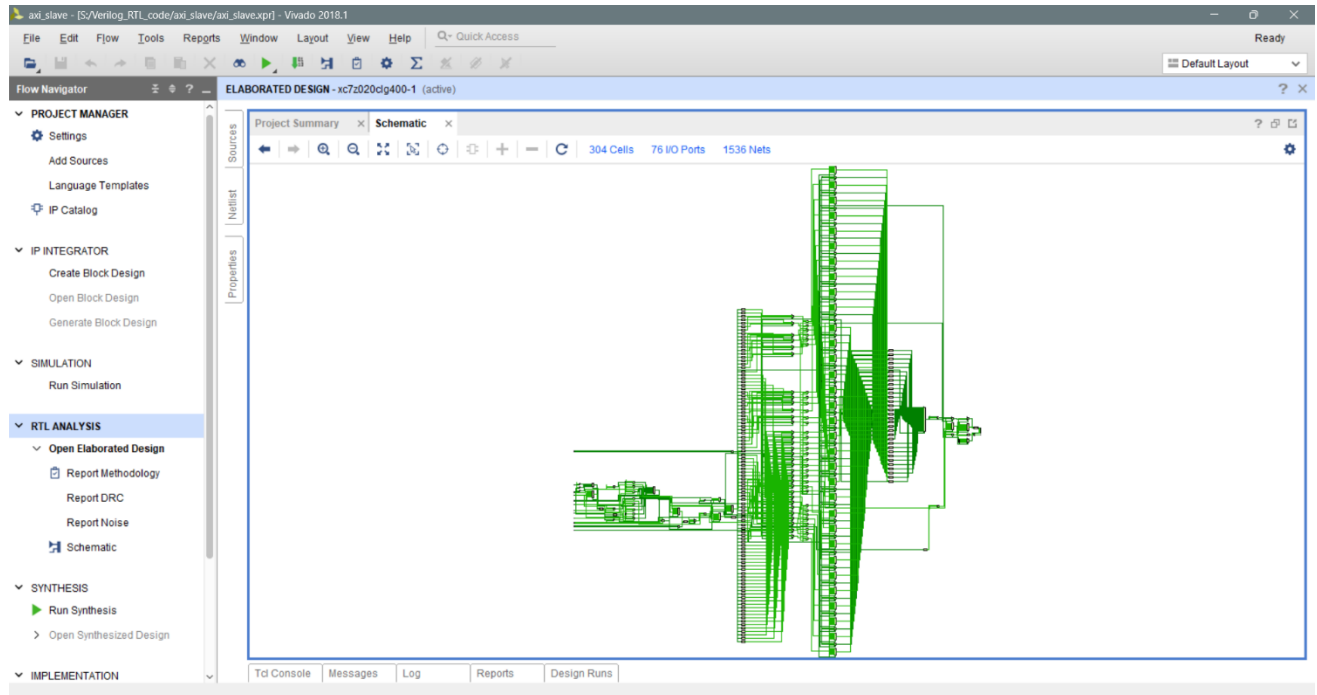 axi_slave - [S:/Verilog_RTL_code/axi_slave/axi_slave.xpr] - Vivado 2018.1
File Edit Flow Tools Reports Window Layout View Help Q- Quick Access Ready
Default Layout
Flow Navigator ELABORATED DESIGN - xc7z020clg400-1 (active)
PROJECT MANAGER
Settings
Add Sources
Language Templates
IP Catalog
IP INTEGRATOR
Create Block Design
Open Block Design
Generate Block Design
SIMULATION
Run Simulation
RTL ANALYSIS
Open Elaborated Design
Report Methodology
Report DRC
Report Noise
Schematic
SYNTHESIS
Run Synthesis
Open Synthesized Design
IMPLEMENTATION
Sources
Netlist
Properties
Project Summary Schematic
304 Cells 76 I/O Ports 1536 Nets
Tcl Console Messages Log Reports Design Runs